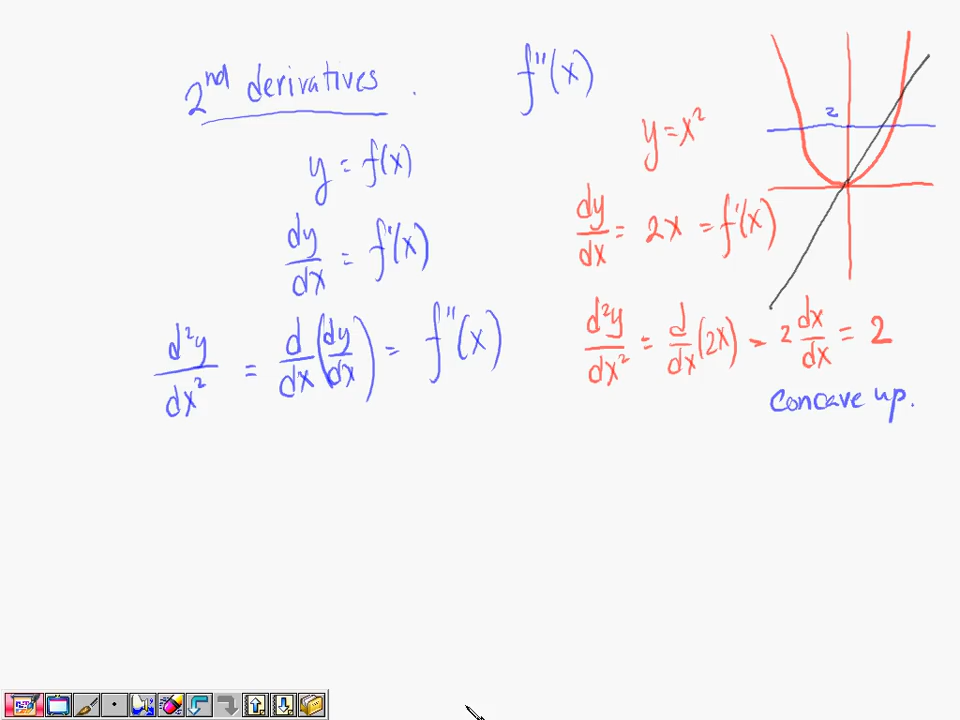 2nd derivatives . f''(x)
y = f(x)
dy/dx = f'(x)
d²y/dx² = d/dx (dy/dx) = f''(x)
y = x²
2
dy/dx = 2x = f'(x)
d²y/dx² = d/dx (2x) = 2 dx/dx = 2
Concave up.